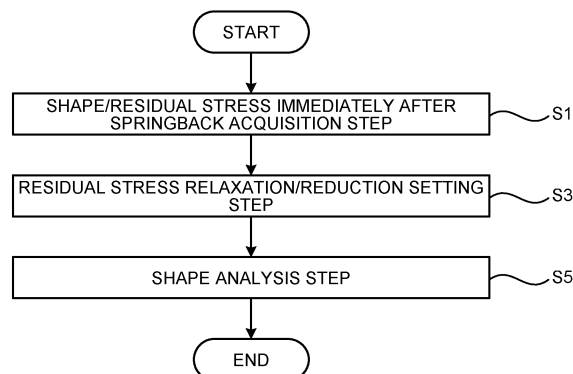 START
SHAPE/RESIDUAL STRESS IMMEDIATELY AFTER
SPRINGBACK ACQUISITION STEP
S1
RESIDUAL STRESS RELAXATION/REDUCTION SETTING
STEP
S3
SHAPE ANALYSIS STEP
S5
END